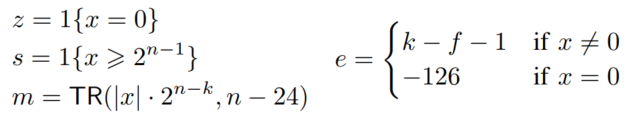 z = 1{x = 0}
s = 1{x ⩾ 2^{n−1}}
m = TR(|x| · 2^{n−k}, n − 24)
e = { k − f − 1 if x ≠ 0
−126 if x = 0